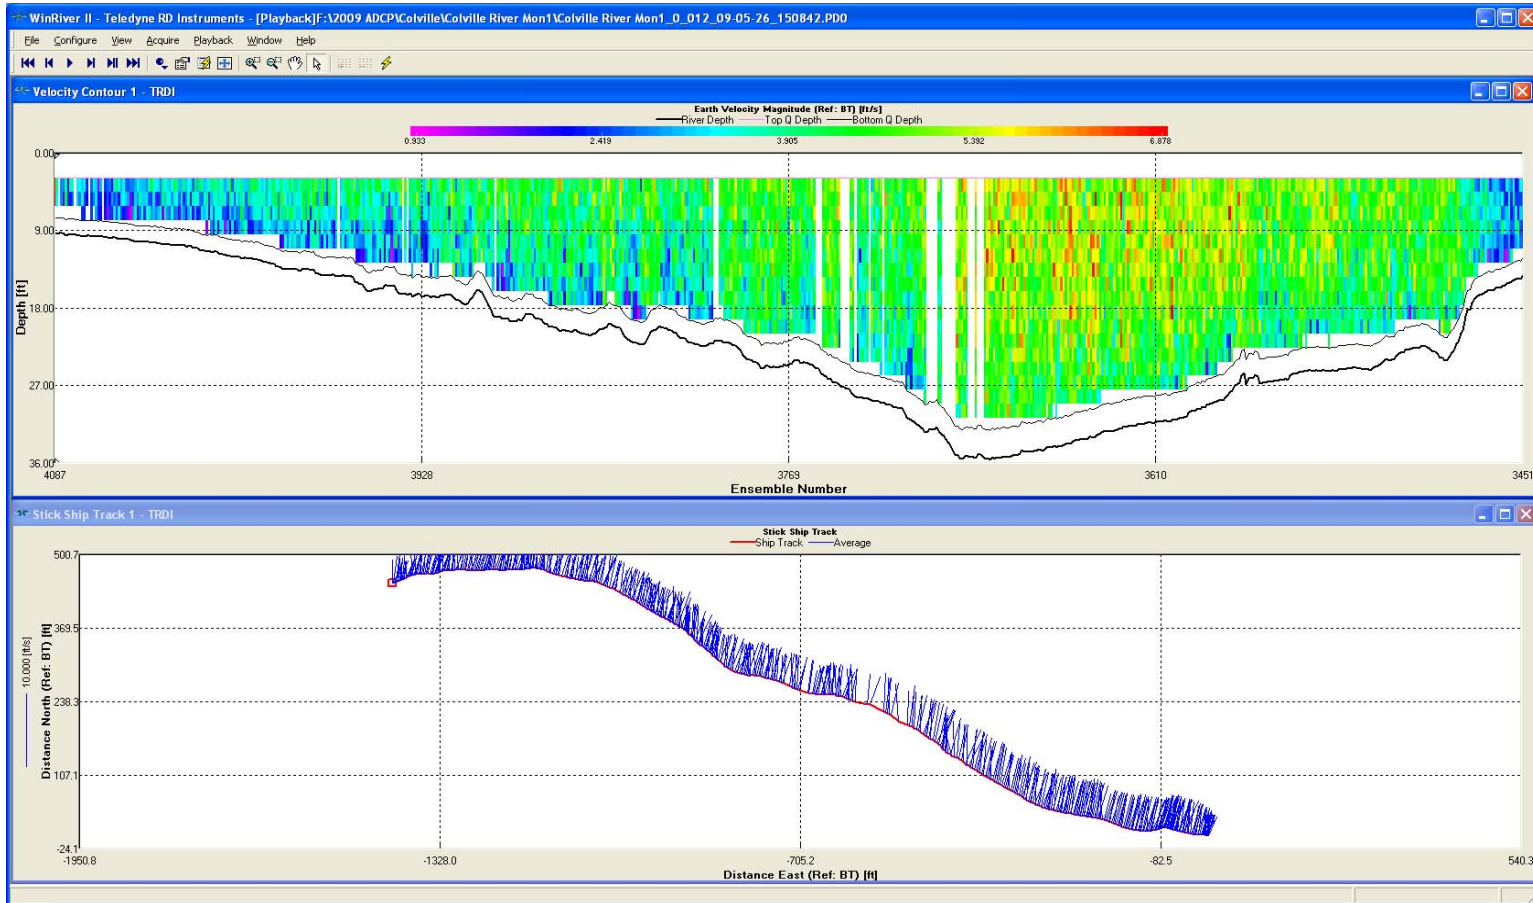 WinRiver II - Teledyne RD Instruments - [Playback]F:\2009 ADCP\Colville\Colville River Mon1\Colville River Mon1_0_012_09-05-26_150842.PD0
File Configure View Acquire Playback Window Help
Velocity Contour 1 - TRDI
Earth Velocity Magnitude (Ref: BT) [ft/s]
River Depth Top Q Depth Bottom Q Depth
0.933 2.419 3.905 5.392 6.878
Depth [ft]
0.00
9.00
18.00
27.00
36.00
4087 3928 3769 3610 3451
Ensemble Number
Stick Ship Track 1 - TRDI
Stick Ship Track
Ship Track Average
10.000 [ft/s]
Distance North (Ref: BT) [ft]
500.7
369.5
238.3
107.1
-24.1
-1950.8 -1328.0 -705.2 -82.5 540.3
Distance East (Ref: BT) [ft]